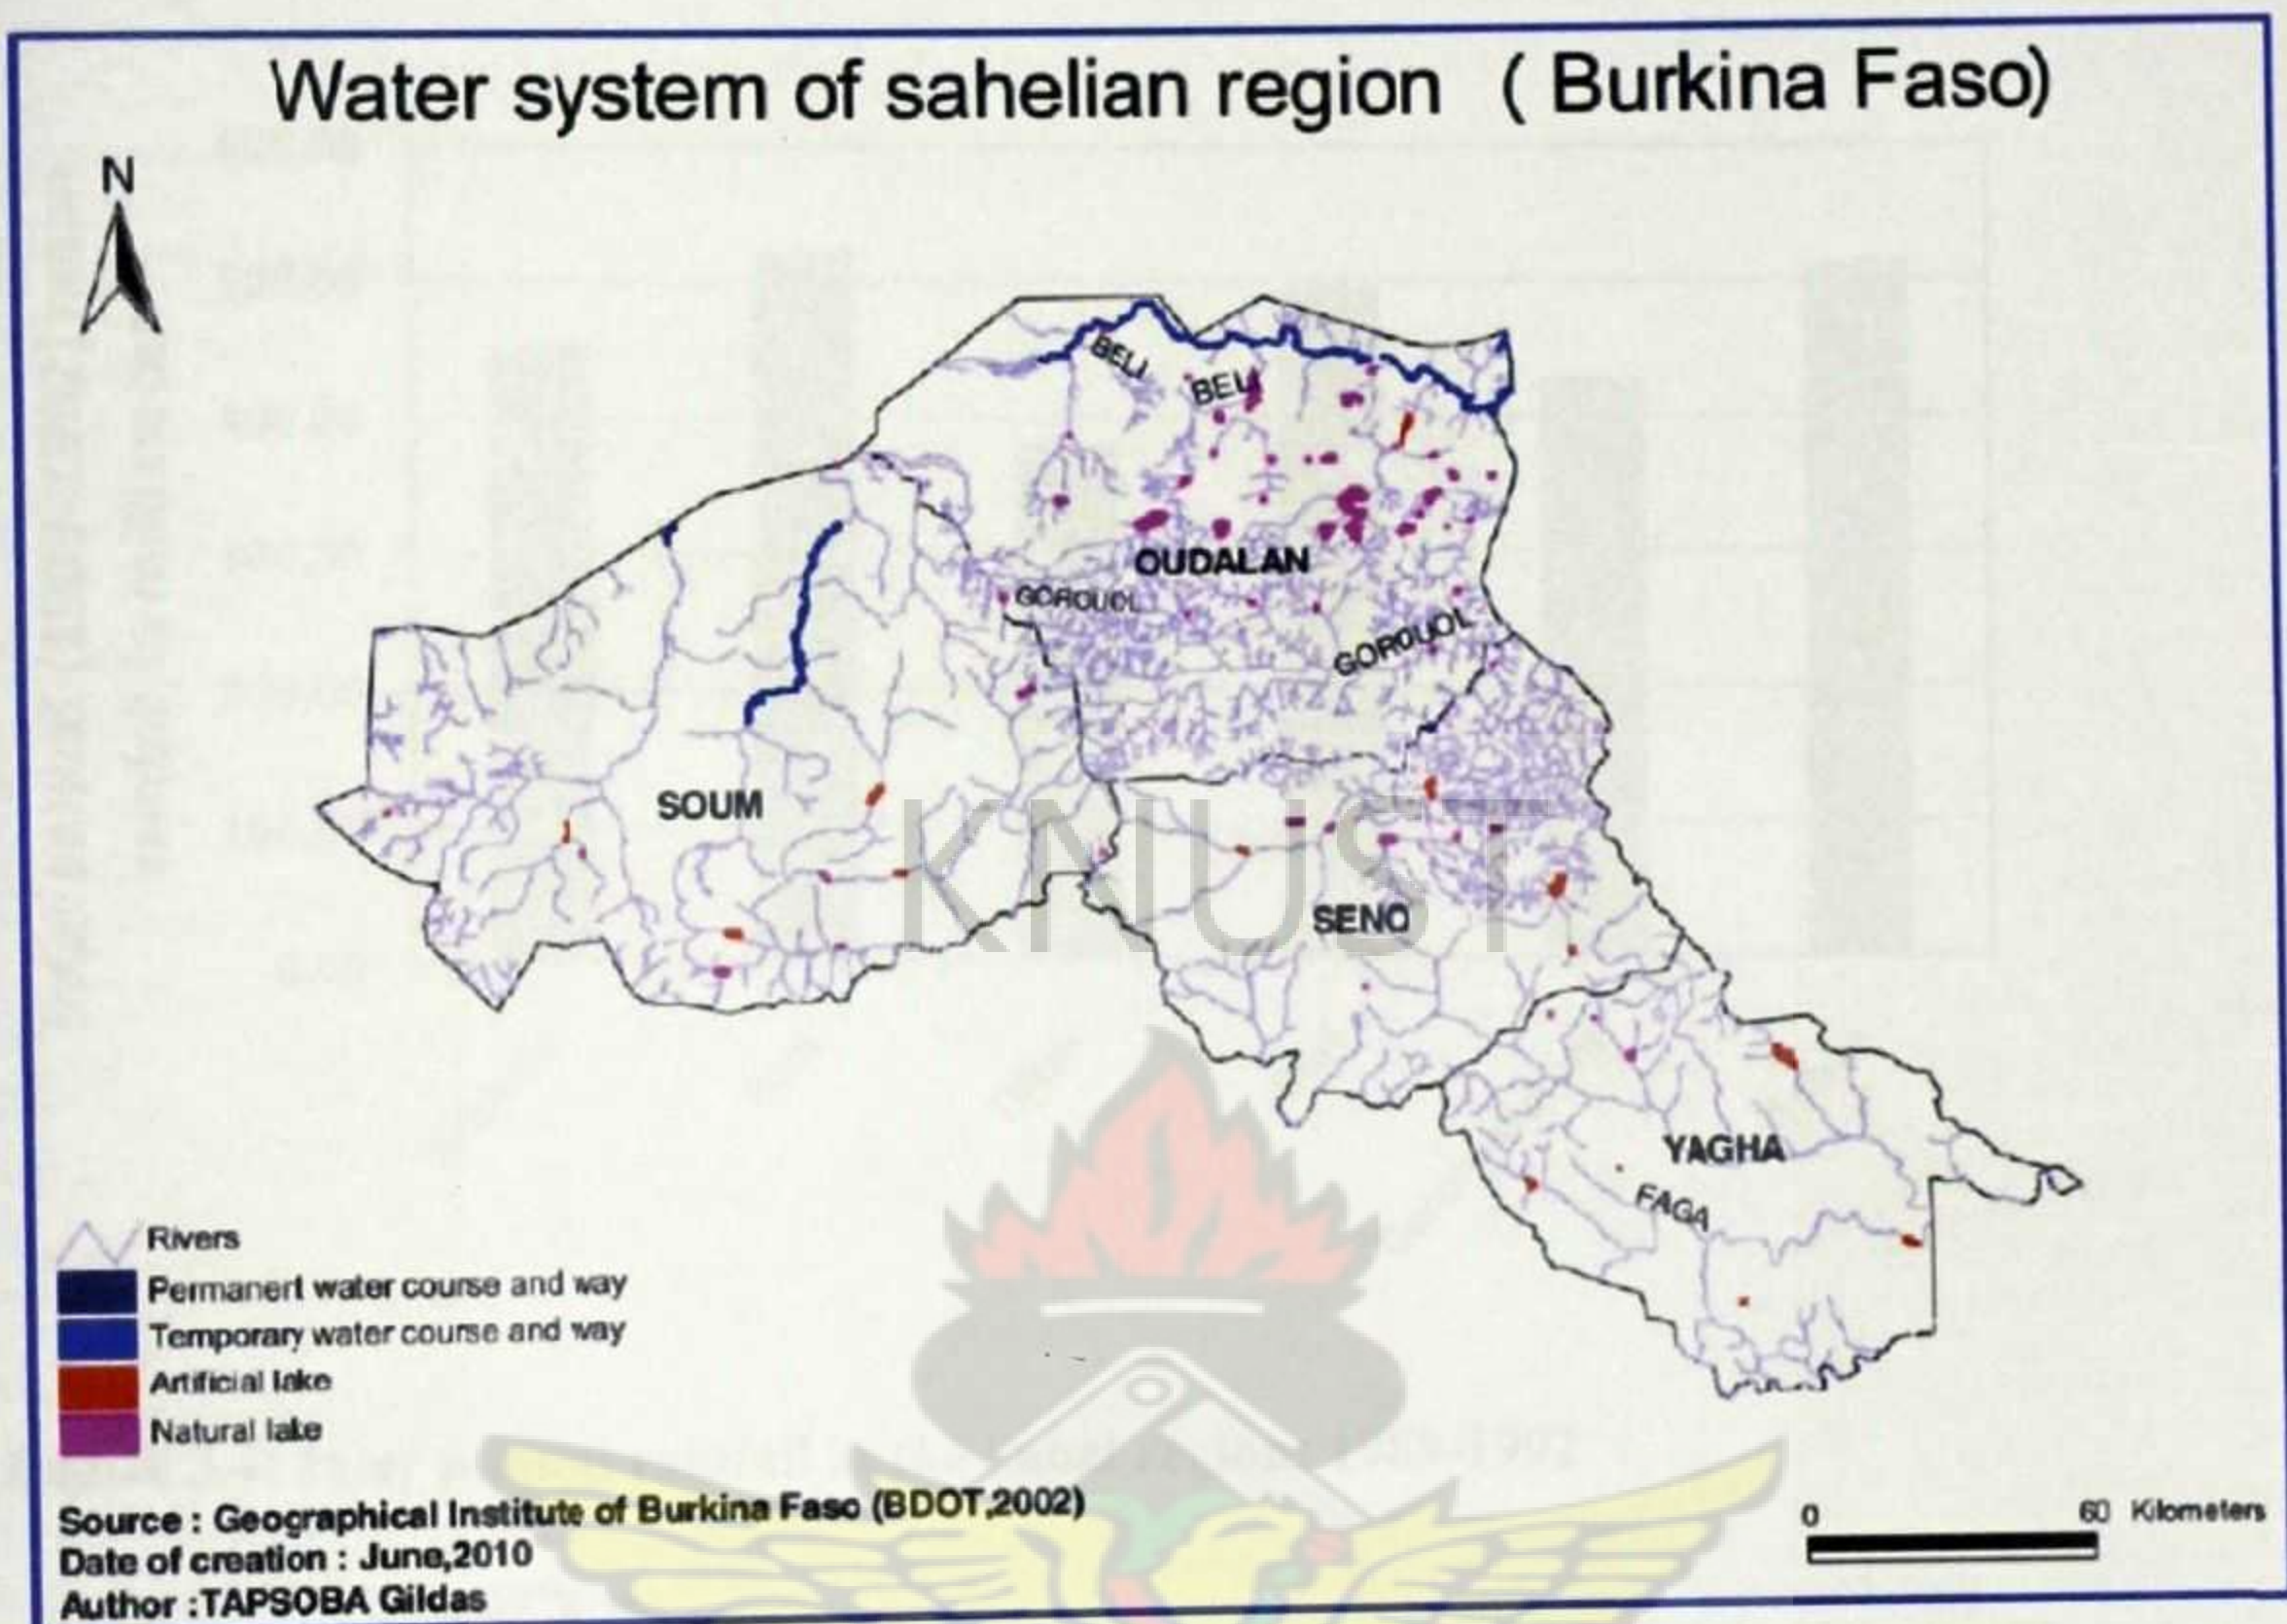 Water system of sahelian region ( Burkina Faso)
N
BELI
BELI
OUDALAN
GOROUOL
GOROUOL
SOUM
KNUST
SENO
YAGHA
FAGA
Rivers
Permanent water course and way
Temporary water course and way
Artificial lake
Natural lake
Source : Geographical Institute of Burkina Faso (BDOT,2002)
Date of creation : June,2010
Author :TAPSOBA Gildas
0 60 Kilometers